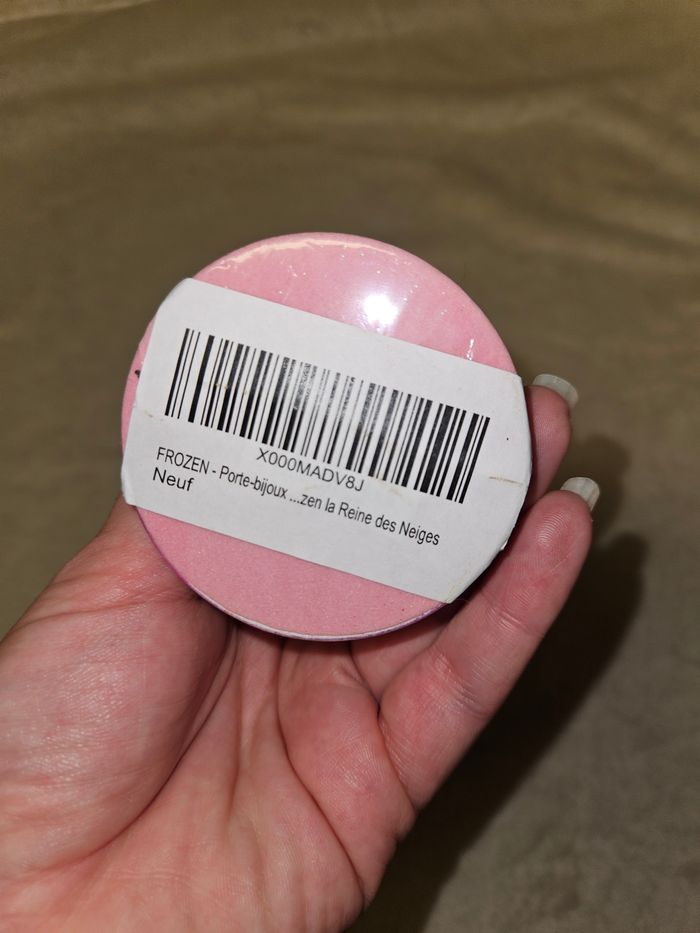 X000MADV8J
FROZEN - Porte-bijoux ...zen la Reine des Neiges
Neuf